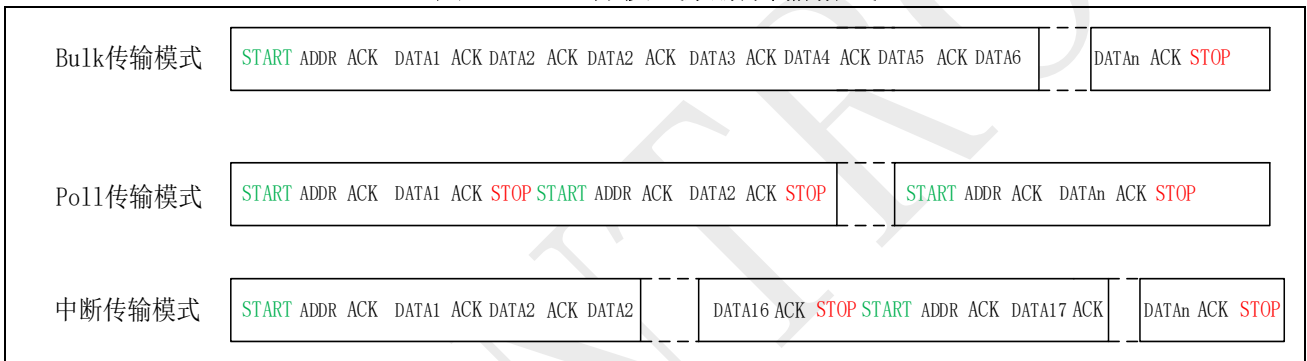 Bulk传输模式 START ADDR ACK DATA1 ACK DATA2 ACK DATA2 ACK DATA3 ACK DATA4 ACK DATA5 ACK DATA6 DATAn ACK STOP
Poll传输模式 START ADDR ACK DATA1 ACK STOP START ADDR ACK DATA2 ACK STOP START ADDR ACK DATAn ACK STOP
中断传输模式 START ADDR ACK DATA1 ACK DATA2 ACK DATA2 DATA16 ACK STOP START ADDR ACK DATA17 ACK DATAn ACK STOP